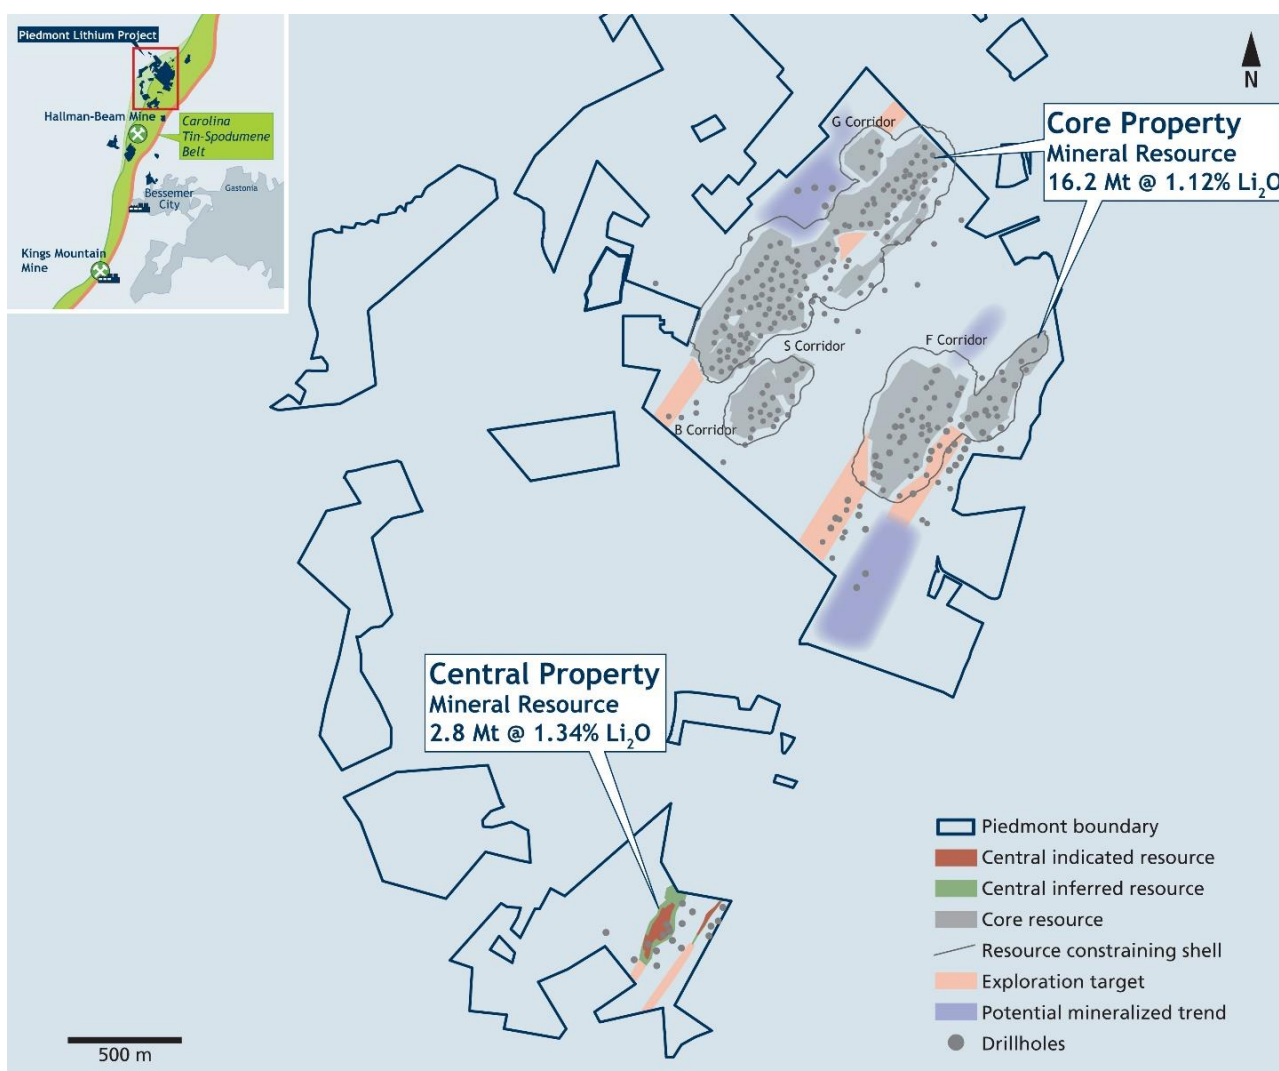 Piedmont Lithium Project
Hallman-Beam Mine
Carolina
Tin-Spodumene
Belt
Bessemer
City
Gastonia
Kings Mountain
Mine
N
G Corridor
Core Property
Mineral Resource
16.2 Mt @ 1.12% Li₂O
S Corridor
F Corridor
B Corridor
Central Property
Mineral Resource
2.8 Mt @ 1.34% Li₂O
Piedmont boundary
Central indicated resource
Central inferred resource
Core resource
Resource constraining shell
Exploration target
Potential mineralized trend
Drillholes
500 m